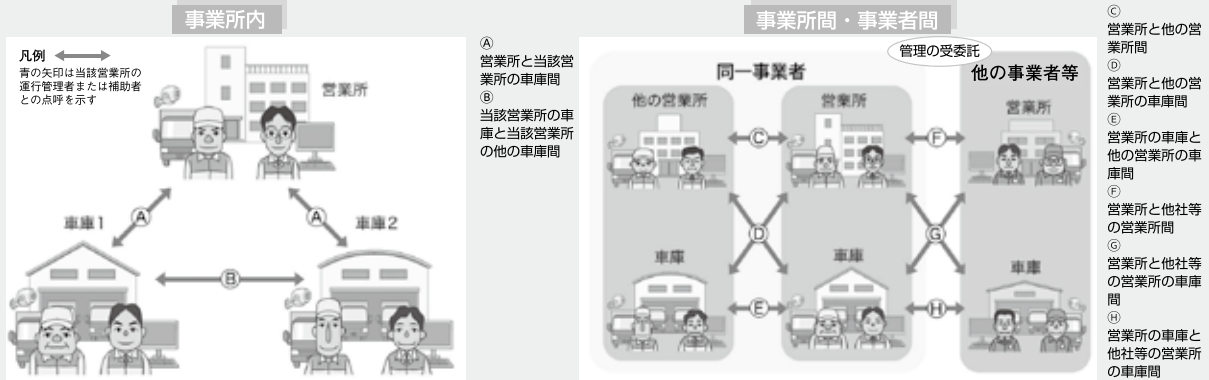 事業所内
凡例
青の矢印は当該営業所の
運行管理者または補助者
との点呼を示す
営業所
車庫1
Ⓐ
Ⓐ
車庫2
Ⓑ
Ⓐ
営業所と当該営
業所の車庫間
Ⓑ
当該営業所の車
庫と当該営業所
の他の車庫間
事業所間・事業者間
管理の受委託
同一事業者
他の事業者等
他の営業所
営業所
営業所
Ⓒ
Ⓕ
Ⓓ
Ⓖ
車庫
車庫
車庫
Ⓔ
Ⓗ
Ⓒ
営業所と他の営
業所間
Ⓓ
営業所と他の営
業所の車庫間
Ⓔ
営業所の車庫と
他の営業所の車
庫間
Ⓕ
営業所と他社等
の営業所間
Ⓖ
営業所と他社等
の営業所の車庫
間
Ⓗ
営業所の車庫と
他社等の営業所
の車庫間